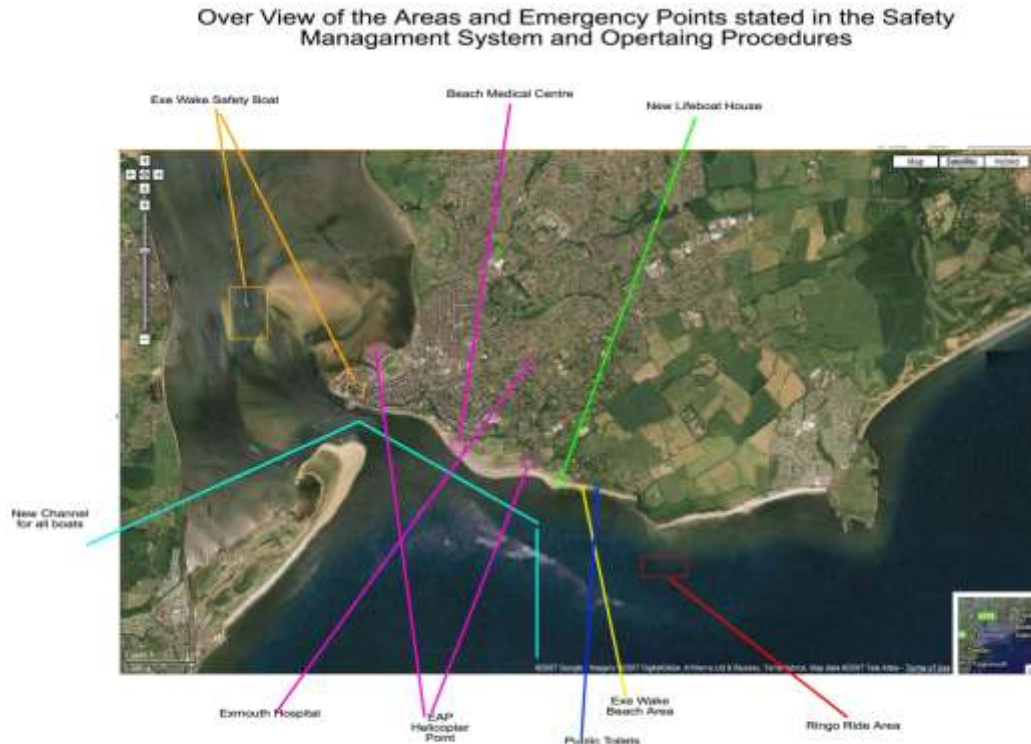 Over View of the Areas and Emergency Points stated in the Safety
Managament System and Opertaing Procedures
Beach Medical Centre
Exe Wake Safety Boat
New Lifeboat House
Map Satellite Hybrid
New Channel
for all boats
Exmouth Hospital
EAP
Helicopter
Point
Exe Wake
Beach Area
Public Toilets
Ringo Ride Area